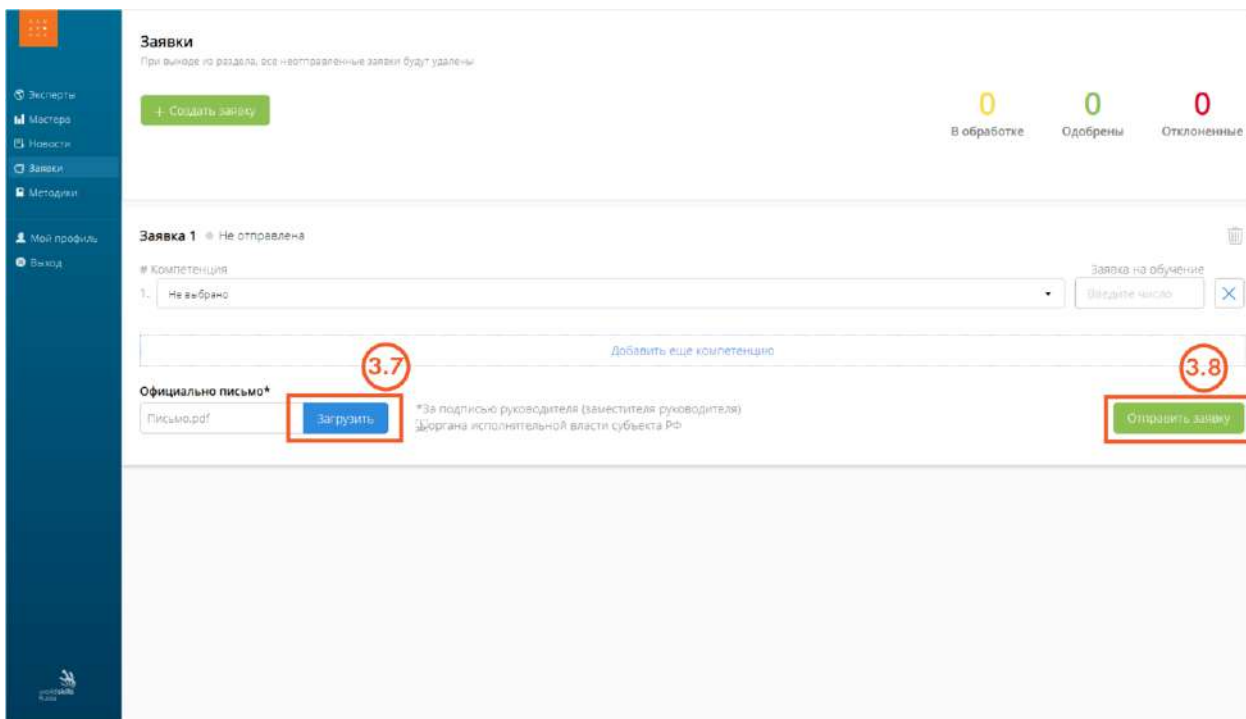 Заявки
При выходе из раздела, все неотправленные заявки будут удалены
Эксперты
Мастера
Новости
Заявки
Методики
Мой профиль
Выход
+ Создать заявку
0 0 0
В обработке Одобрены Отклоненные
Заявка 1 Не отправлена
# Компетенция Заявка на обучение
1. Не выбрано Введите число
Добавить еще компетенцию
3.7 3.8
Официально письмо*
Письмо.pdf Загрузить
*За подписью руководителя (заместителя руководителя)
органа исполнительной власти субъекта РФ
Отправить заявку
worldskills
Russia